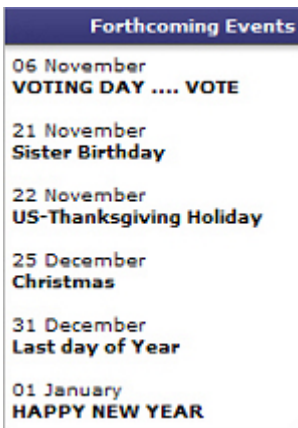 Forthcoming Events
06 November
VOTING DAY .... VOTE
21 November
Sister Birthday
22 November
US-Thanksgiving Holiday
25 December
Christmas
31 December
Last day of Year
01 January
HAPPY NEW YEAR